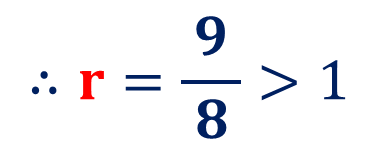 ∴ r = 9/8 > 1